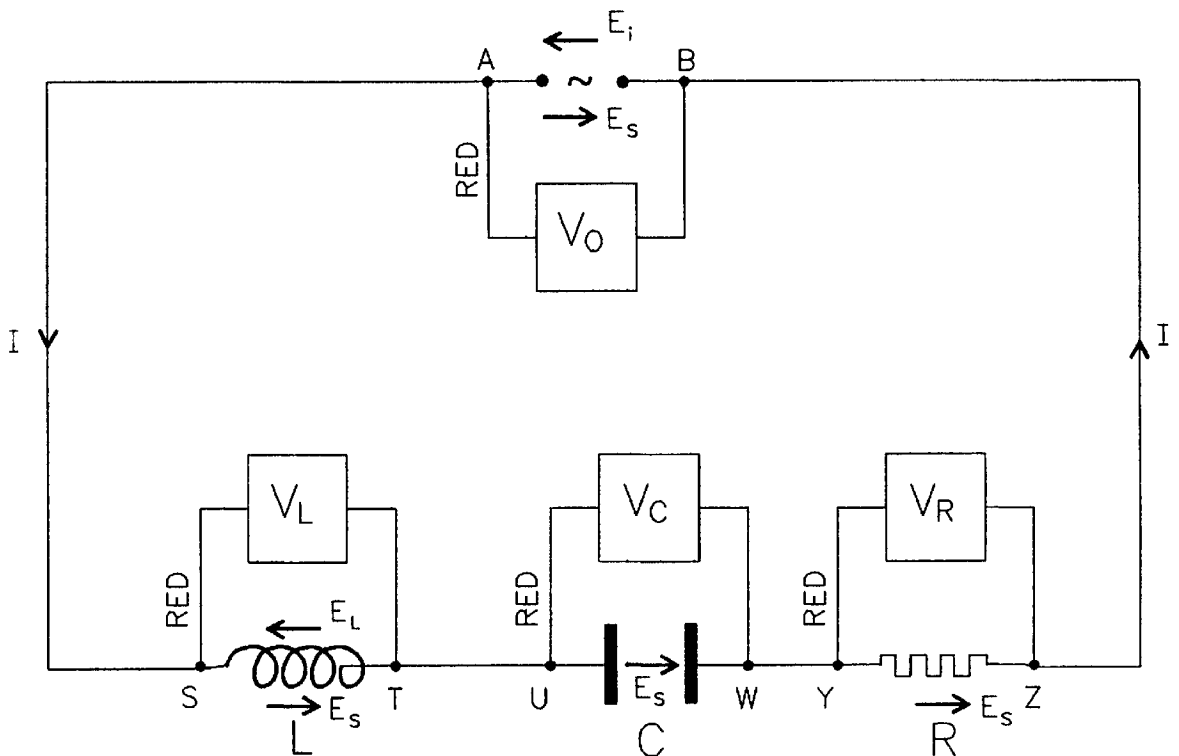 E_i
A B
~
E_s
RED
V_O
I I
V_L V_C V_R
RED RED RED
E_L
S E_s T U E_s W Y E_s Z
L C R